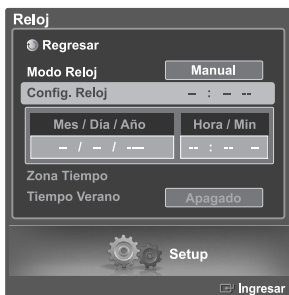 Reloj
Regresar
Modo Reloj Manual
Config. Reloj – : – --
Mes / Día / Año Hora / Min
– / – / -–– -- : -- –
Zona Tiempo
Tiempo Verano Apagado
Setup
Ingresar